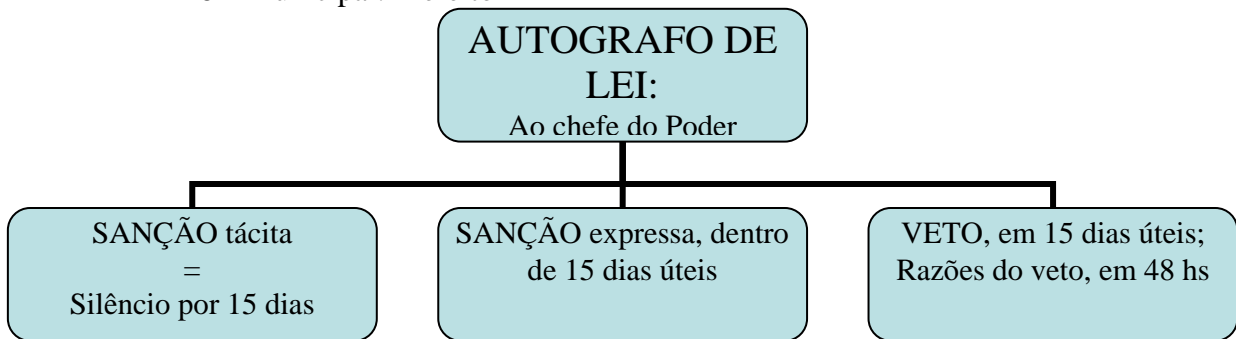 AUTOGRAFO DE
LEI:
Ao chefe do Poder
SANÇÃO tácita
=
Silêncio por 15 dias
SANÇÃO expressa, dentro
de 15 dias úteis
VETO, em 15 dias úteis;
Razões do veto, em 48 hs